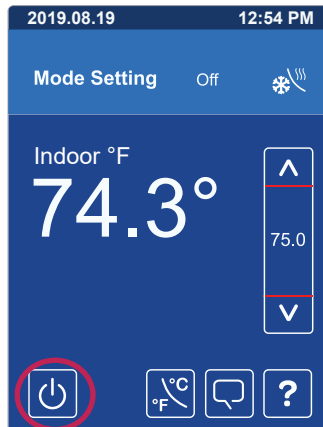 2019.08.19 12:54 PM
Mode Setting Off
Indoor °F
74.3°
75.0
°F °C ?